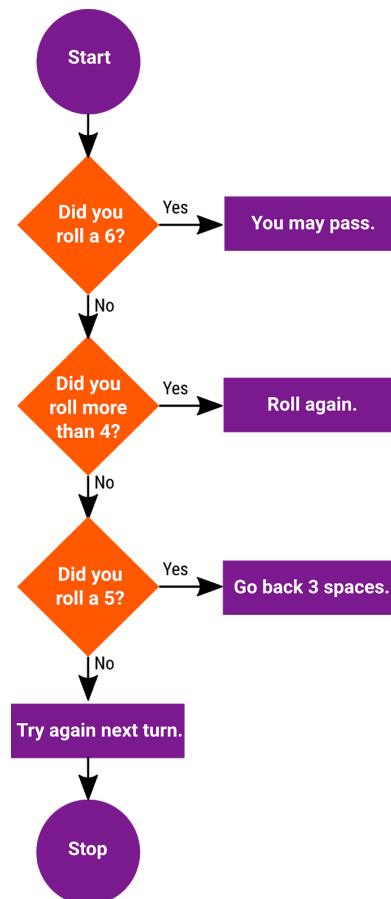 Start
Did you
roll a 6?
Yes
You may pass.
No
Did you
roll more
than 4?
Yes
Roll again.
No
Did you
roll a 5?
Yes
Go back 3 spaces.
No
Try again next turn.
Stop